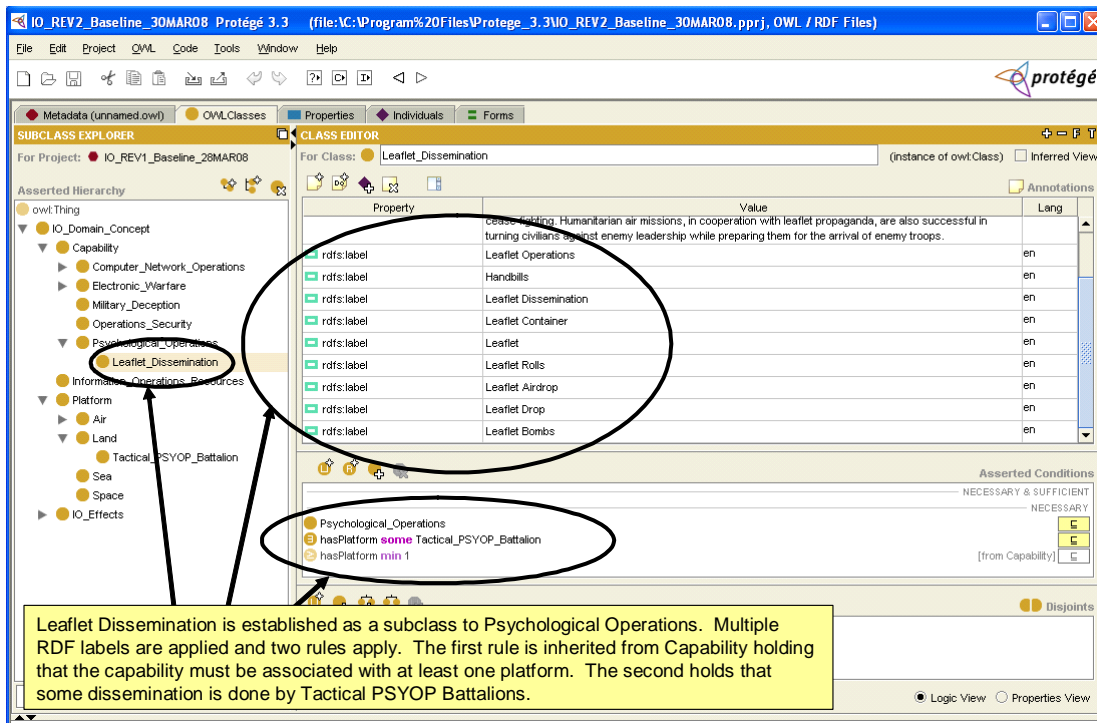 IO_REV2_Baseline_30MAR08 Protégé 3.3 (file:\C:\Program%20Files\Protege_3.3\IO_REV2_Baseline_30MAR08.pprj, OWL / RDF Files)
File Edit Project OWL Code Tools Window Help
protégé
Metadata (unnamed.owl) OWLClasses Properties Individuals Forms
SUBCLASS EXPLORER
For Project: IO_REV1_Baseline_28MAR08
Asserted Hierarchy
owl:Thing
IO_Domain_Concept
Capability
Computer_Network_Operations
Electronic_Warfare
Military_Deception
Operations_Security
Psychological_Operations
Leaflet_Dissemination
Information_Operations_Resources
Platform
Air
Land
Tactical_PSYOP_Battalion
Sea
Space
IO_Effects
CLASS EDITOR
For Class: Leaflet_Dissemination (instance of owl:Class) Inferred View
Annotations
Property Value Lang
cease fighting. Humanitarian air missions, in cooperation with leaflet propaganda, are also successful in
turning civilians against enemy leadership while preparing them for the arrival of enemy troops.
rdfs:label Leaflet Operations en
rdfs:label Handbills en
rdfs:label Leaflet Dissemination en
rdfs:label Leaflet Container en
rdfs:label Leaflet en
rdfs:label Leaflet Rolls en
rdfs:label Leaflet Airdrop en
rdfs:label Leaflet Drop en
rdfs:label Leaflet Bombs en
Asserted Conditions
NECESSARY & SUFFICIENT
NECESSARY
Psychological_Operations
hasPlatform some Tactical_PSYOP_Battalion
hasPlatform min 1 [from Capability]
Disjoints
Leaflet Dissemination is established as a subclass to Psychological Operations. Multiple
RDF labels are applied and two rules apply. The first rule is inherited from Capability holding
that the capability must be associated with at least one platform. The second holds that
some dissemination is done by Tactical PSYOP Battalions.
Logic View Properties View